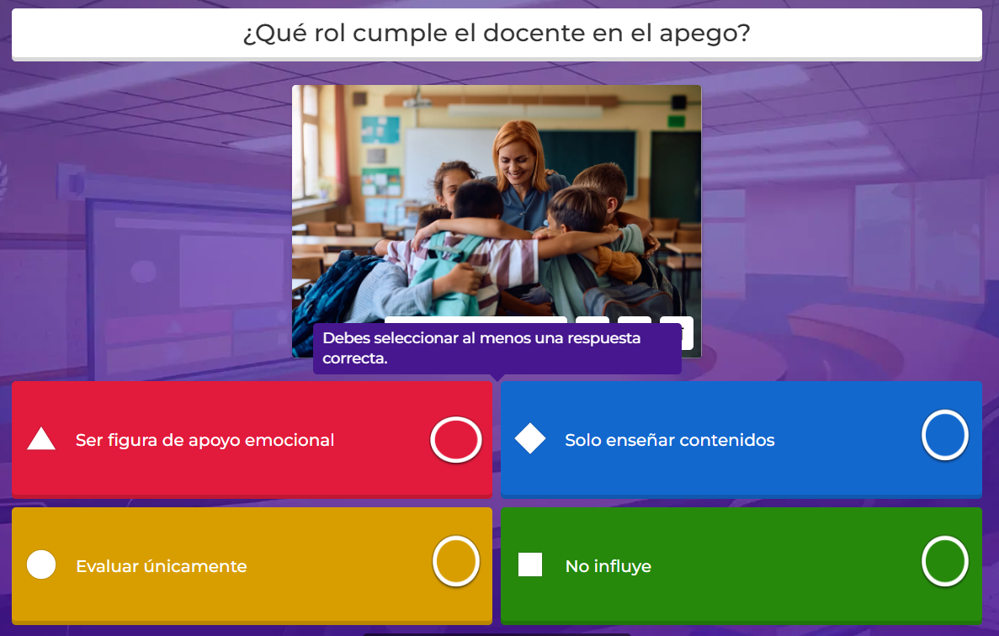 ¿Qué rol cumple el docente en el apego?
Debes seleccionar al menos una respuesta
correcta.
Ser figura de apoyo emocional
Solo enseñar contenidos
Evaluar únicamente
No influye